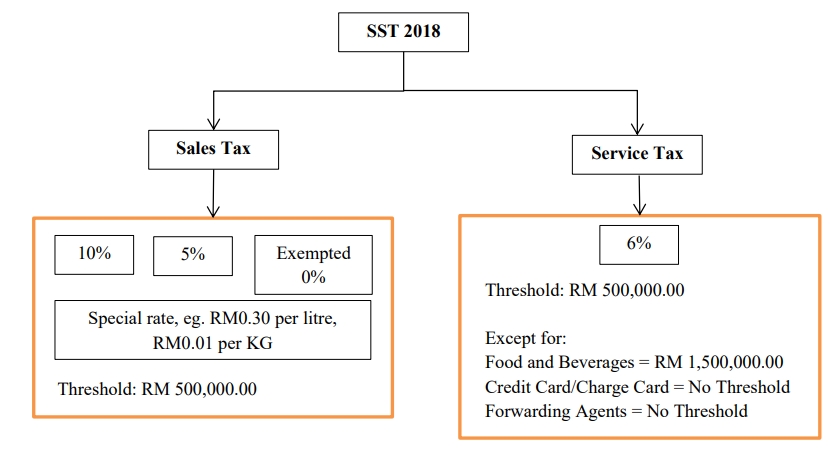 SST 2018
Sales Tax
Service Tax
10%
5%
Exempted
0%
Special rate, eg. RM0.30 per litre,
RM0.01 per KG
Threshold: RM 500,000.00
6%
Threshold: RM 500,000.00
Except for:
Food and Beverages = RM 1,500,000.00
Credit Card/Charge Card = No Threshold
Forwarding Agents = No Threshold